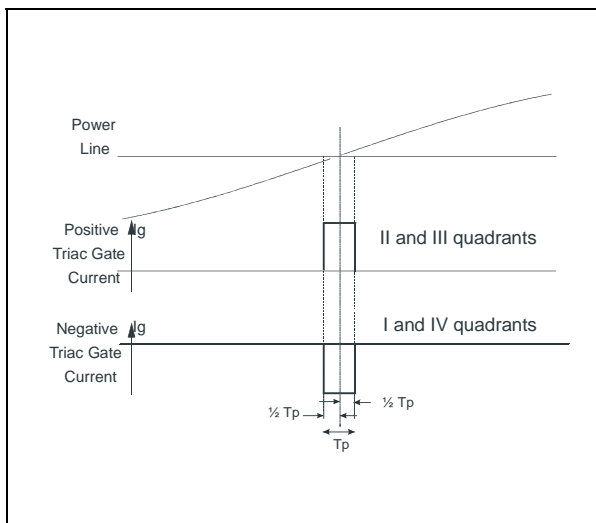 Power
Line
Positive
Triac Gate
Current
Ig
II and III quadrants
Negative
Triac Gate
Current
Ig
I and IV quadrants
½ Tp
½ Tp
Tp